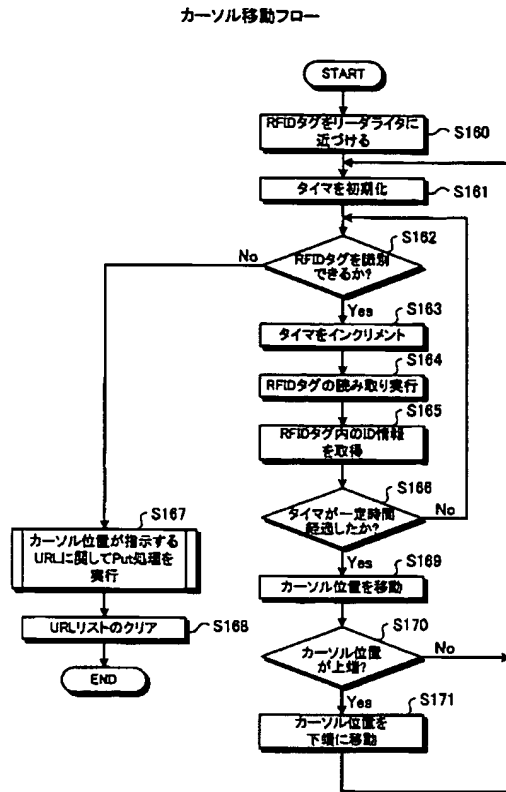 カーソル移動フロー
START
RFIDタグをリーダライタに
近づける
S160
タイマを初期化
S161
S162
RFIDタグを識別
できるか?
No
Yes
S163
タイマをインクリメント
S164
RFIDタグの読み取り実行
S165
RFIDタグ内のID情報
を取得
S166
タイマが一定時間
経過したか?
No
Yes
S167
カーソル位置が指示する
URLに関してPut処理を
実行
S169
カーソル位置を移動
URLリストのクリア
S168
S170
カーソル位置
が上端?
No
END
Yes
S171
カーソル位置を
下端に移動